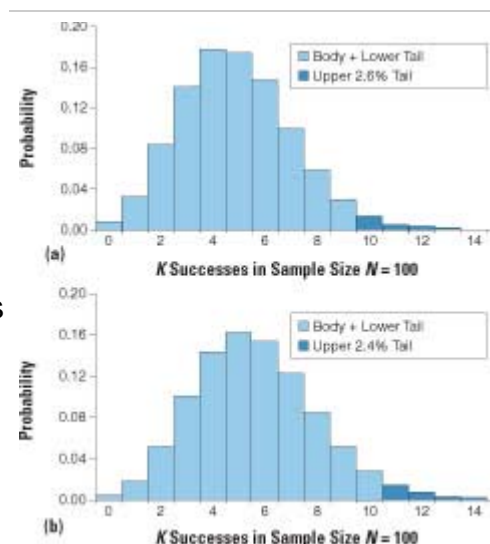 0.20
0.16
0.12
0.08
0.04
0.00
Probability
Body + Lower Tail
Upper 2.6% Tail
0 2 4 6 8 10 12 14
(a)
K Successes in Sample Size N = 100
s
0.20
0.16
0.12
0.08
0.04
0.00
Probability
Body + Lower Tail
Upper 2.4% Tail
0 2 4 6 8 10 12 14
(b)
K Successes in Sample Size N = 100